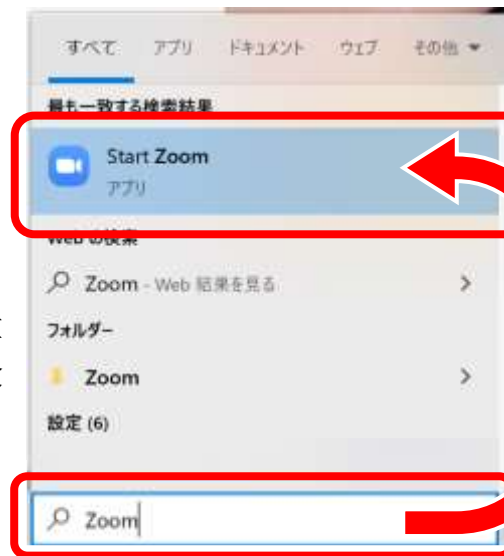 すべて アプリ ドキュメント ウェブ その他
最も一致する検索結果
Start Zoom
アプリ
Web の検索
Zoom - Web 結果を見る
フォルダー
Zoom
設定 (6)
Zoom